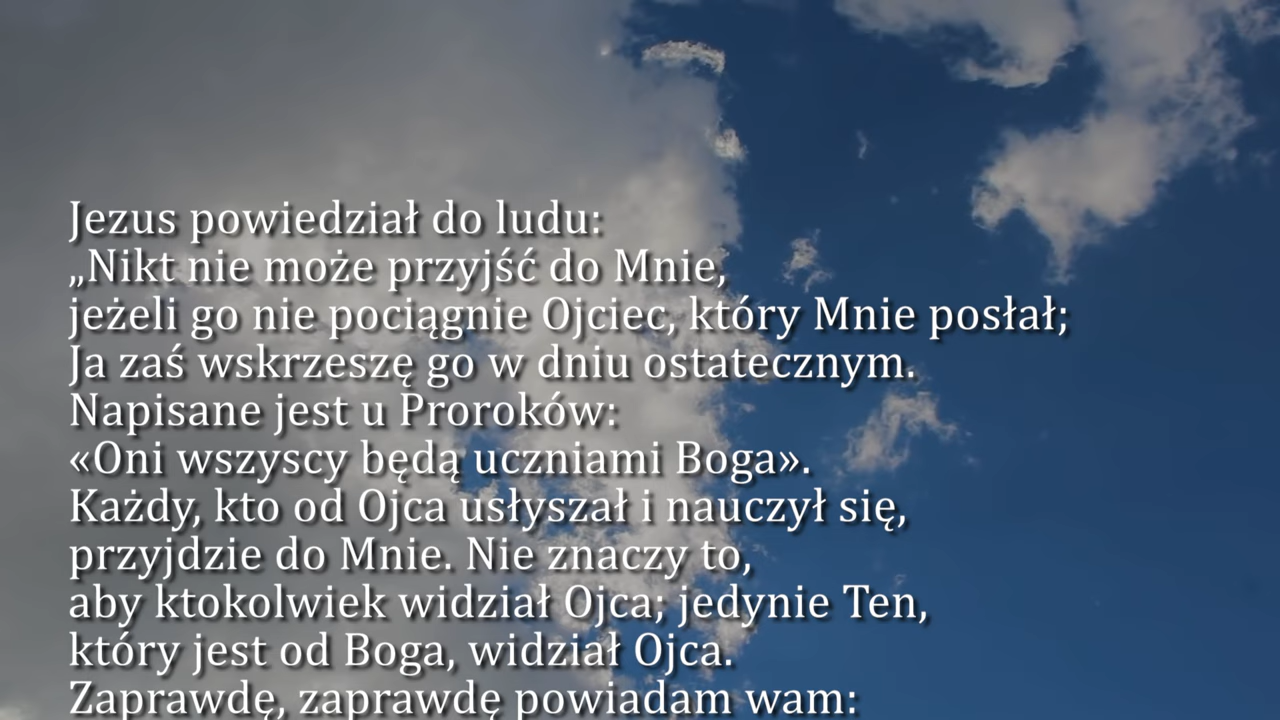 Jezus powiedział do ludu:
„Nikt nie może przyjść do Mnie,
jeżeli go nie pociągnie Ojciec, który Mnie posłał;
Ja zaś wskrzeszę go w dniu ostatecznym.
Napisane jest u Proroków:
«Oni wszyscy będą uczniami Boga».
Każdy, kto od Ojca usłyszał i nauczył się,
przyjdzie do Mnie. Nie znaczy to,
aby ktokolwiek widział Ojca; jedynie Ten,
który jest od Boga, widział Ojca.
Zaprawdę, zaprawdę powiadam wam: